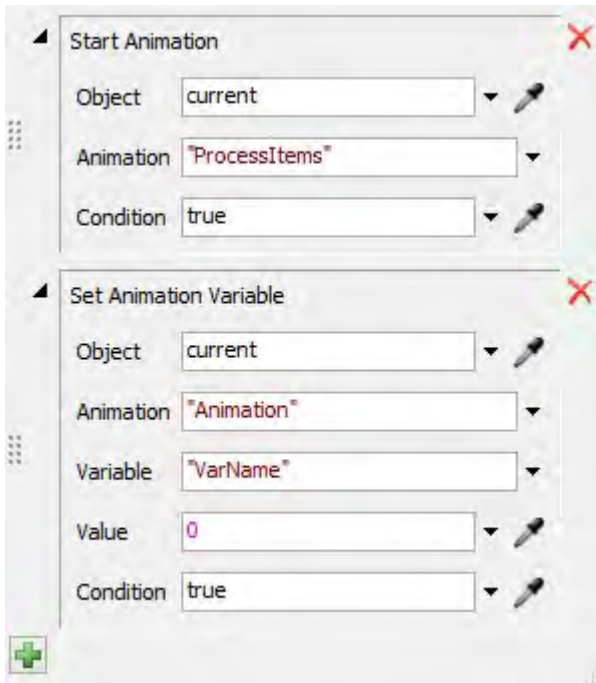 Start Animation
Object current
Animation "ProcessItems"
Condition true
Set Animation Variable
Object current
Animation "Animation"
Variable "VarName"
Value 0
Condition true